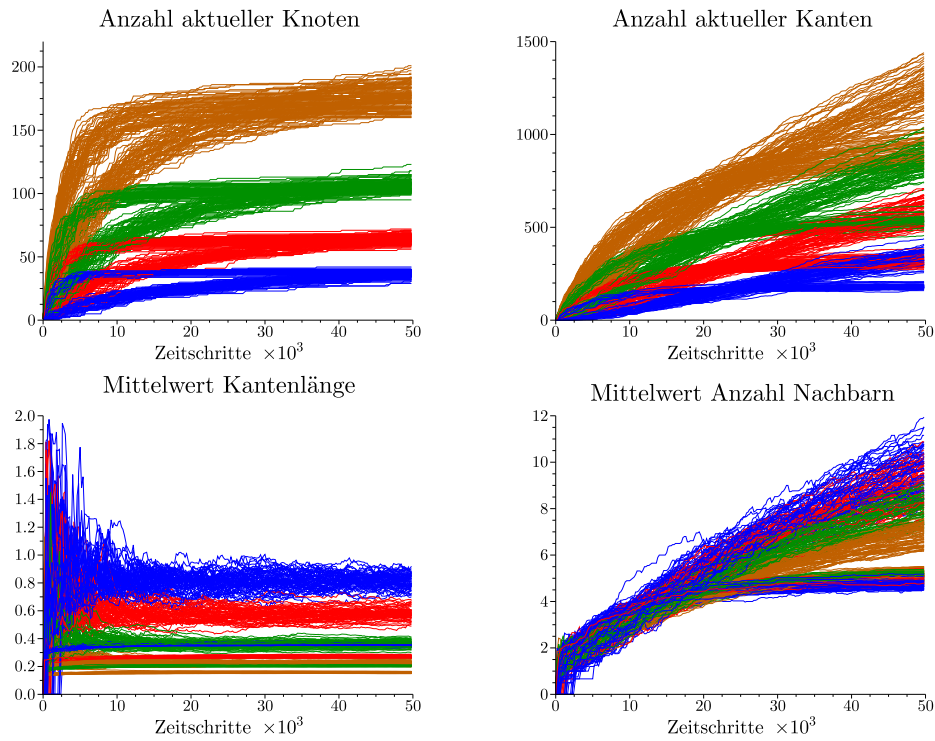 Anzahl aktueller Knoten
200
150
100
50
0
0 10 20 30 40 50
Zeitschritte ×10³
Anzahl aktueller Kanten
1500
1000
500
0
0 10 20 30 40 50
Zeitschritte ×10³
Mittelwert Kantenlänge
2.0
1.8
1.6
1.4
1.2
1.0
0.8
0.6
0.4
0.2
0.0
0 10 20 30 40 50
Zeitschritte ×10³
Mittelwert Anzahl Nachbarn
12
10
8
6
4
2
0
0 10 20 30 40 50
Zeitschritte ×10³